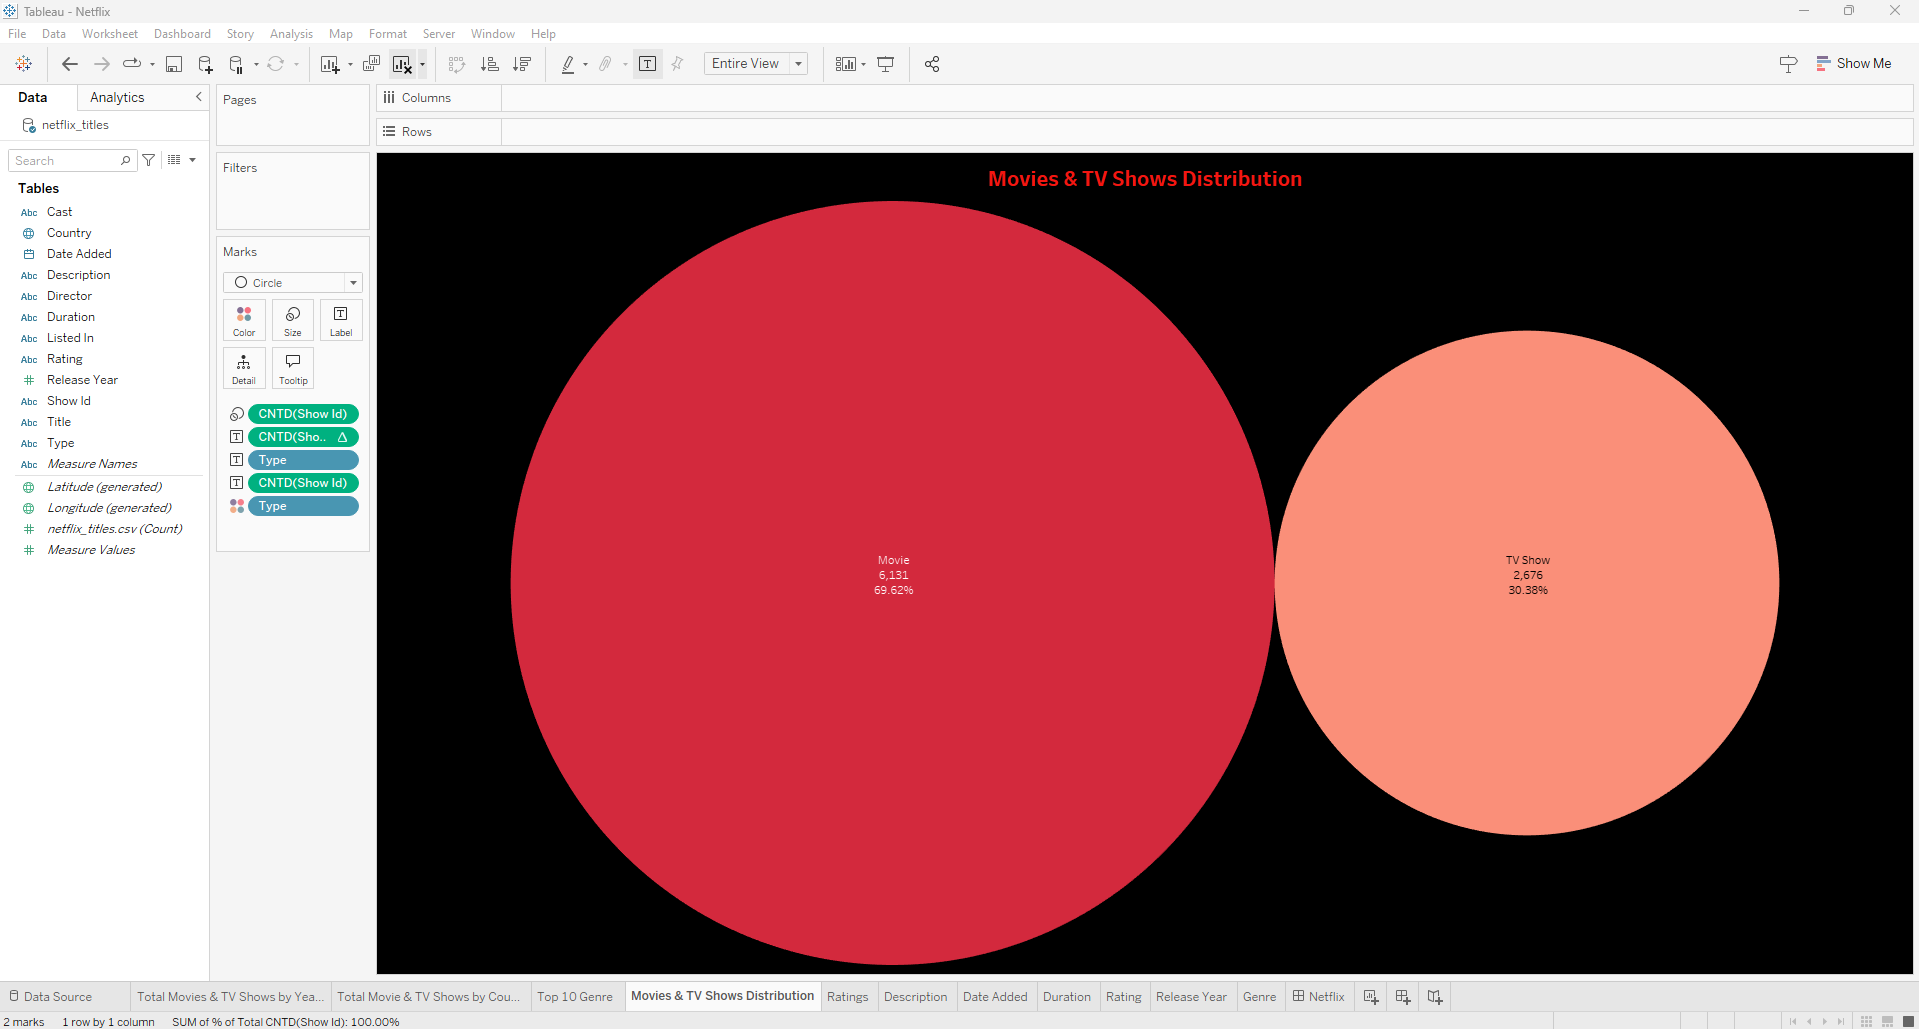 Tableau - Netflix
File Data Worksheet Dashboard Story Analysis Map Format Server Window Help
Entire View
Show Me
Data Analytics
netflix_titles
Search
Tables
Abc Cast
Country
Date Added
Abc Description
Abc Director
Abc Duration
Abc Listed In
Abc Rating
Release Year
Abc Show Id
Abc Title
Abc Type
Abc Measure Names
Latitude (generated)
Longitude (generated)
netflix_titles.csv (Count)
Measure Values
Pages
Filters
Marks
Circle
Color Size Label
Detail Tooltip
CNTD(Show Id)
CNTD(Sho..
Type
CNTD(Show Id)
Type
Columns
Rows
Movies & TV Shows Distribution
Movie
6,131
69.62%
TV Show
2,676
30.38%
Data Source Total Movies & TV Shows by Yea... Total Movie & TV Shows by Cou... Top 10 Genre Movies & TV Shows Distribution Ratings Description Date Added Duration Rating Release Year Genre Netflix
2 marks 1 row by 1 column SUM of % of Total CNTD(Show Id): 100.00%